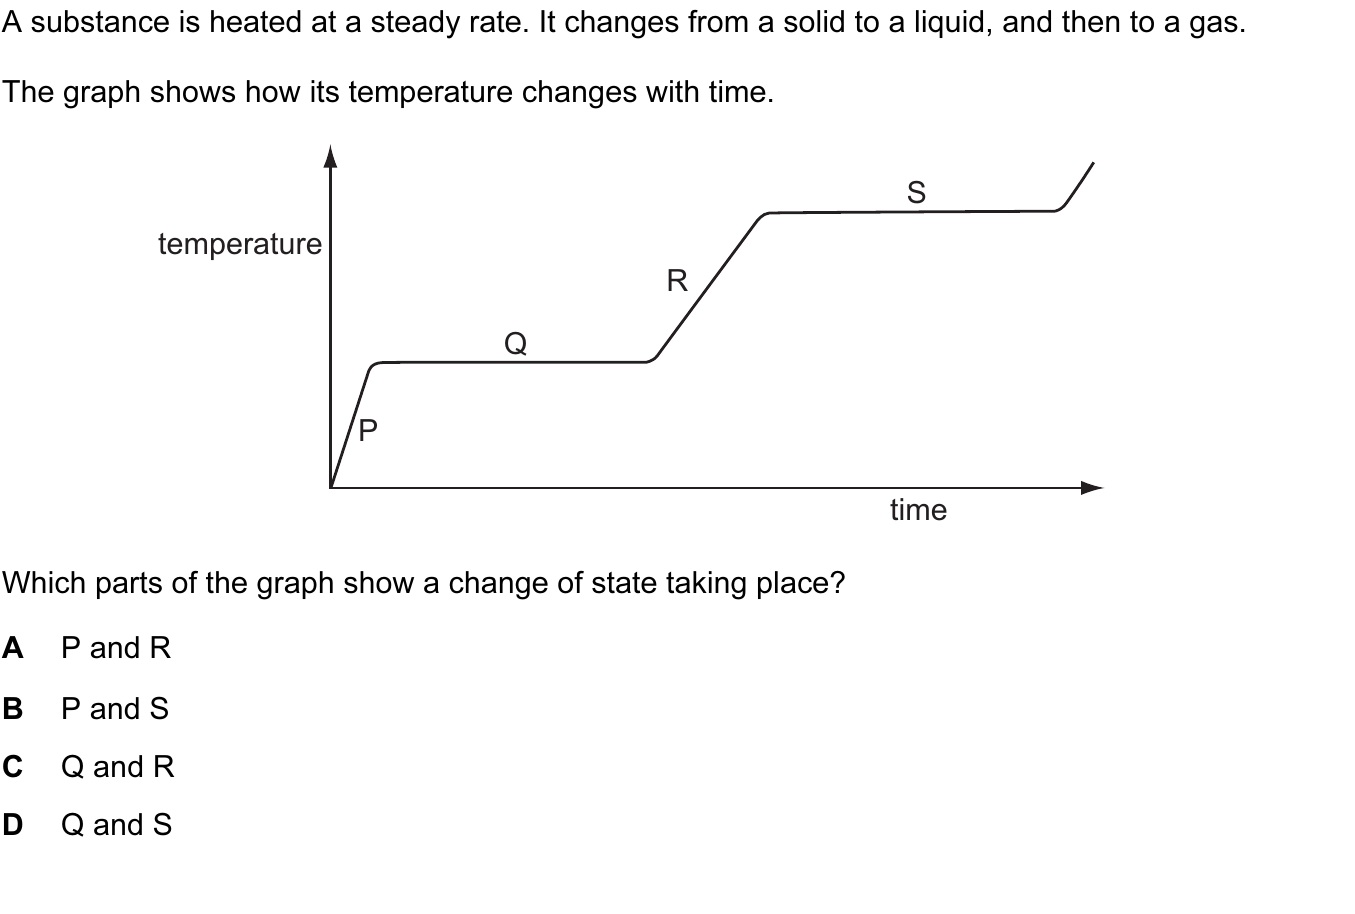 A substance is heated at a steady rate. It changes from a solid to a liquid, and then to a gas.
The graph shows how its temperature changes with time.
S
temperature
R
Q
P
time
Which parts of the graph show a change of state taking place?
A P and R
B P and S
C Q and R
D Q and S